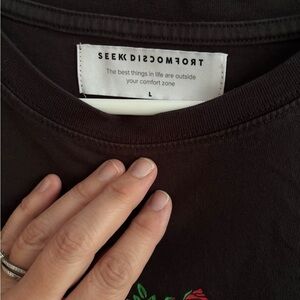 SEEK DISCOMFORT
The best things in life are outside
your comfort zone
L